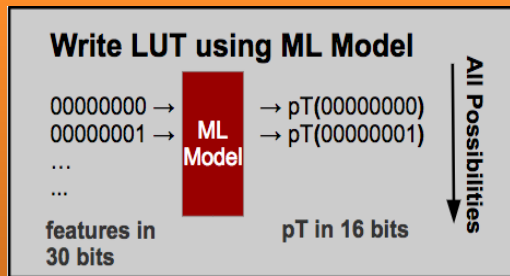 Write LUT using ML Model
00000000 → ML Model → pT(00000000)
00000001 → → pT(00000001)
...
...
features in 30 bits
pT in 16 bits
All Possibilities